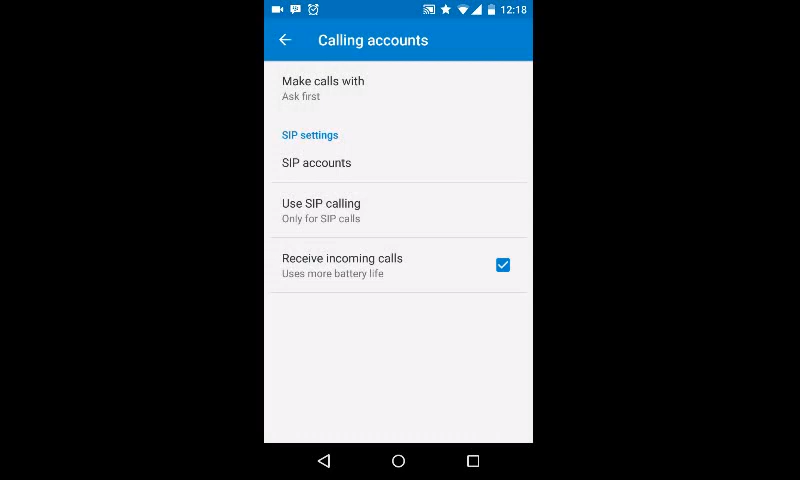 12:18
Calling accounts
Make calls with
Ask first
SIP settings
SIP accounts
Use SIP calling
Only for SIP calls
Receive incoming calls
Uses more battery life